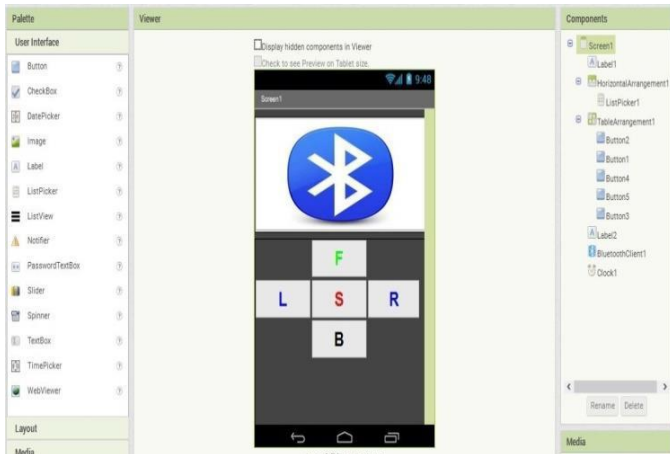 Palette
User Interface
Button
CheckBox
DatePicker
Image
Label
ListPicker
ListView
Notifier
PasswordTextBox
Slider
Spinner
TextBox
TimePicker
WebViewer
Layout
Media
Viewer
Display hidden components in Viewer
Check to see Preview on Tablet size.
9:48
Screen1
F
L S R
B
Components
Screen1
Label1
HorizontalArrangement1
ListPicker1
TableArrangement1
Button2
Button1
Button4
Button5
Button3
Label2
BluetoothClient1
Clock1
Rename Delete
Media